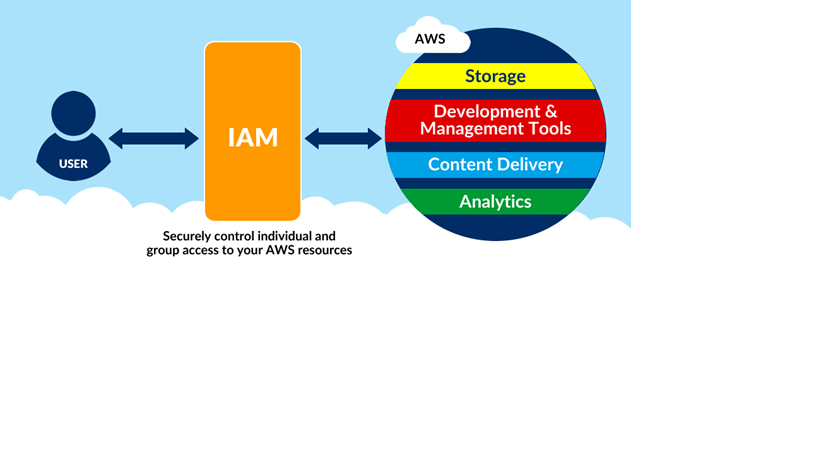 AWS
Storage
Development &
Management Tools
IAM
USER
Content Delivery
Analytics
Securely control individual and
group access to your AWS resources